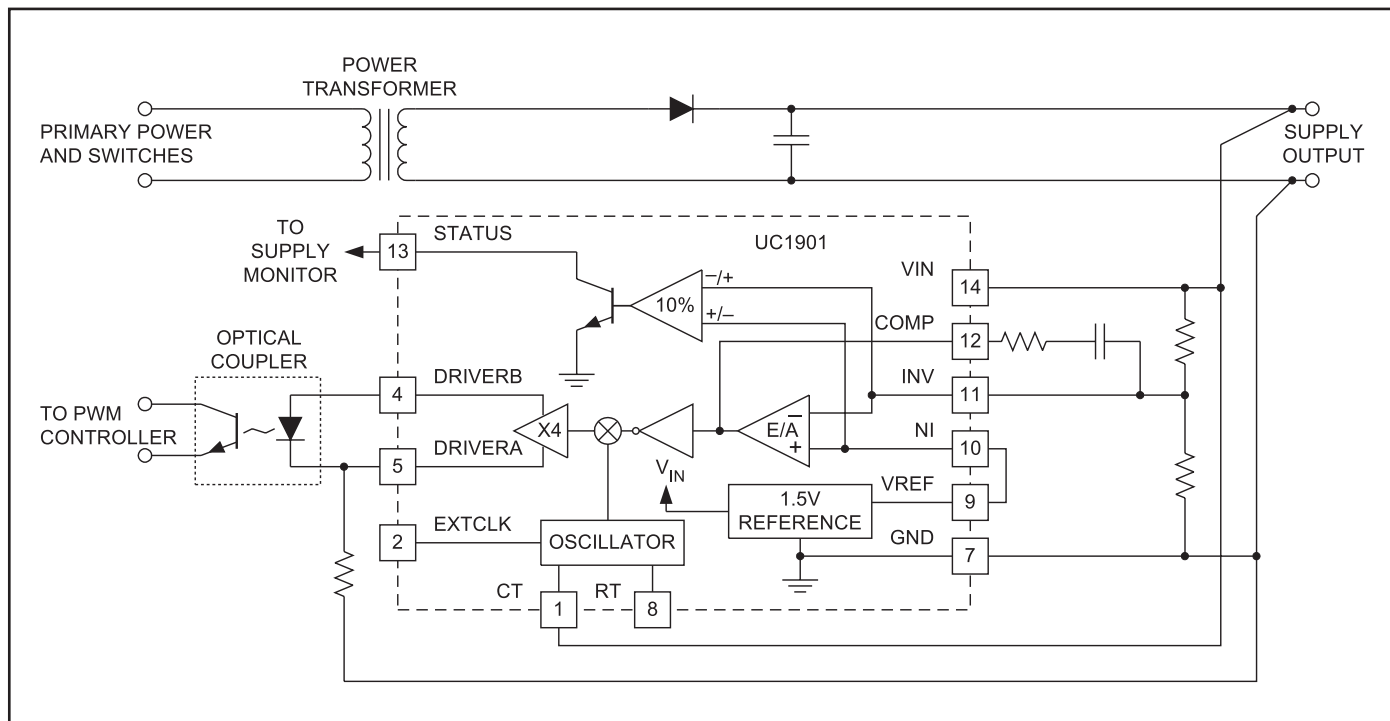 POWER
TRANSFORMER
PRIMARY POWER
AND SWITCHES
SUPPLY
OUTPUT
TO
SUPPLY
MONITOR
13
STATUS
UC1901
VIN
14
–/+
10%
+/–
COMP
12
OPTICAL
COUPLER
DRIVERB
4
INV
11
TO PWM
CONTROLLER
X4
E/A
–
+
NI
10
DRIVERA
5
VIN
1.5V
REFERENCE
VREF
9
EXTCLK
2
OSCILLATOR
GND
7
CT
1
RT
8